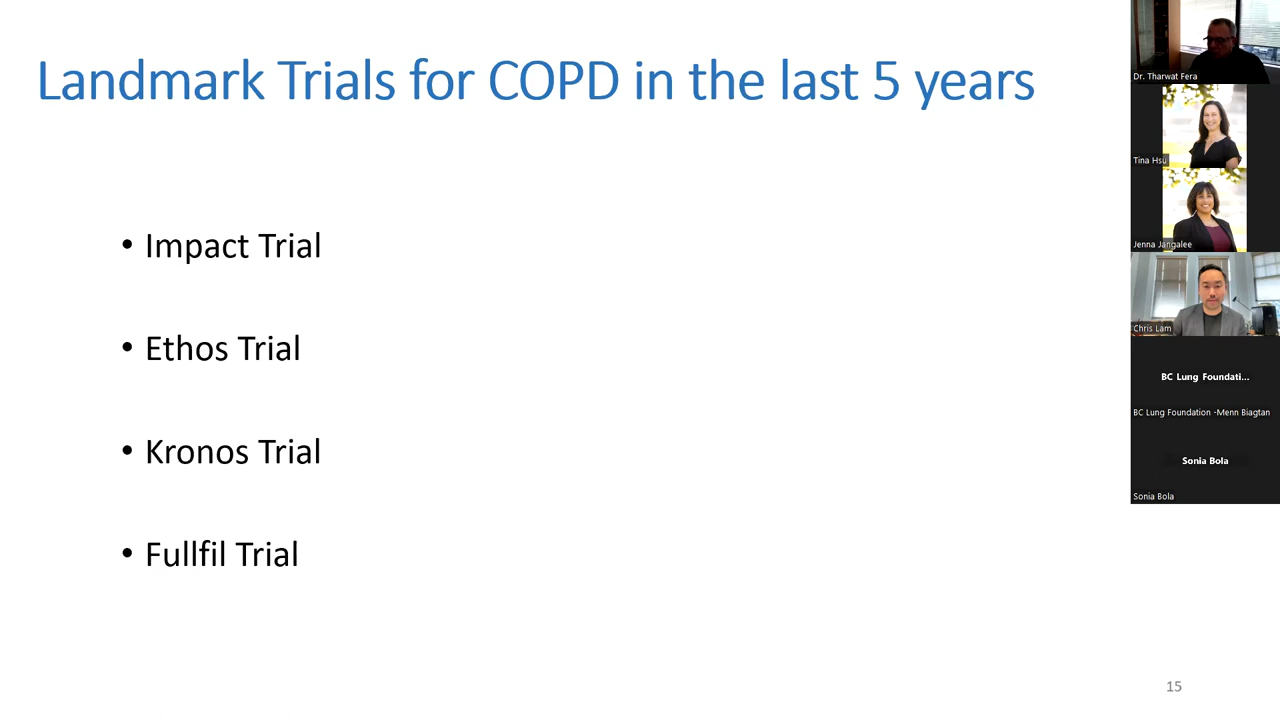 Landmark Trials for COPD in the last 5 years
• Impact Trial
• Ethos Trial
• Kronos Trial
• Fullfil Trial
15
Dr. Tharwat Fera
Tina Hsu
Jenna Jangalee
Chris Lam
BC Lung Foundati...
BC Lung Foundation -Menn Biagtan
Sonia Bola
Sonia Bola